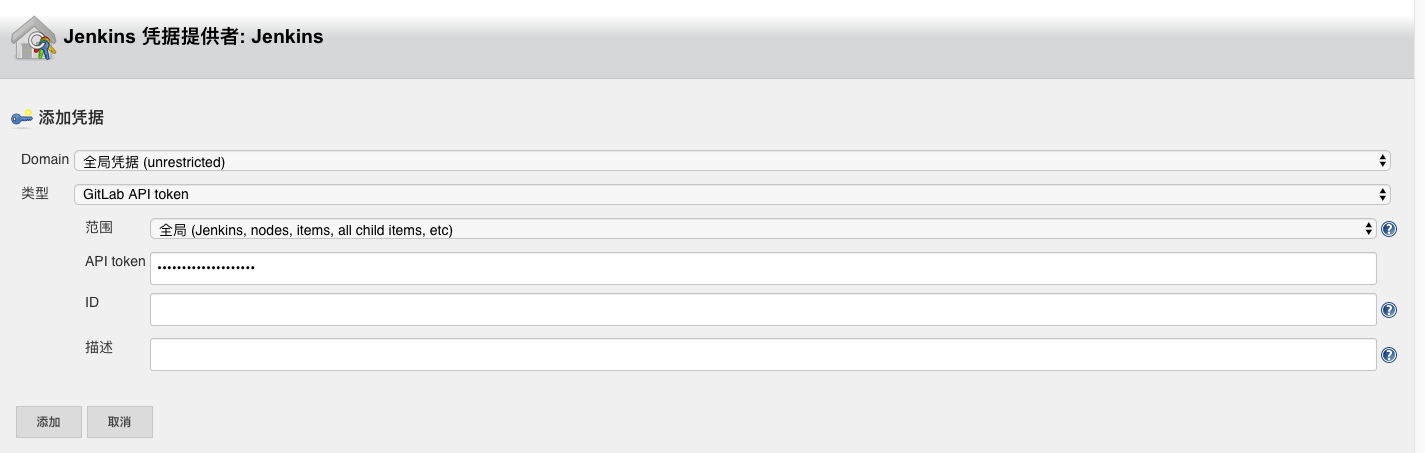 Jenkins 凭据提供者: Jenkins
添加凭据
Domain 全局凭据 (unrestricted)
类型 GitLab API token
范围 全局 (Jenkins, nodes, items, all child items, etc)
API token ••••••••••••••••••••
ID
描述
添加 取消